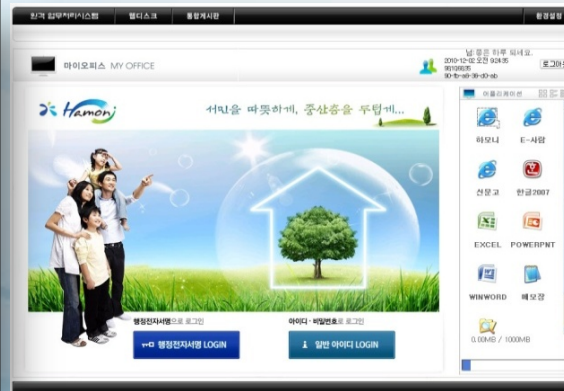 원격 업무처리시스템 웹디스크 통합게시판 환경설정
마이오피스 MY OFFICE
님!좋은 하루 되세요.
2010-12-02 오전 9:24:35
로그아웃
Hamoni
서민을 따뜻하게, 중산층을 두텁게...
어플리케이션
하모니 E-사람
신문고 한글2007
EXCEL POWERPNT
WINWORD 메모장
0.00MB / 1000MB
행정전자서명으로 로그인 아이디 · 비밀번호로 로그인
행정전자서명 LOGIN 일반 아이디 LOGIN